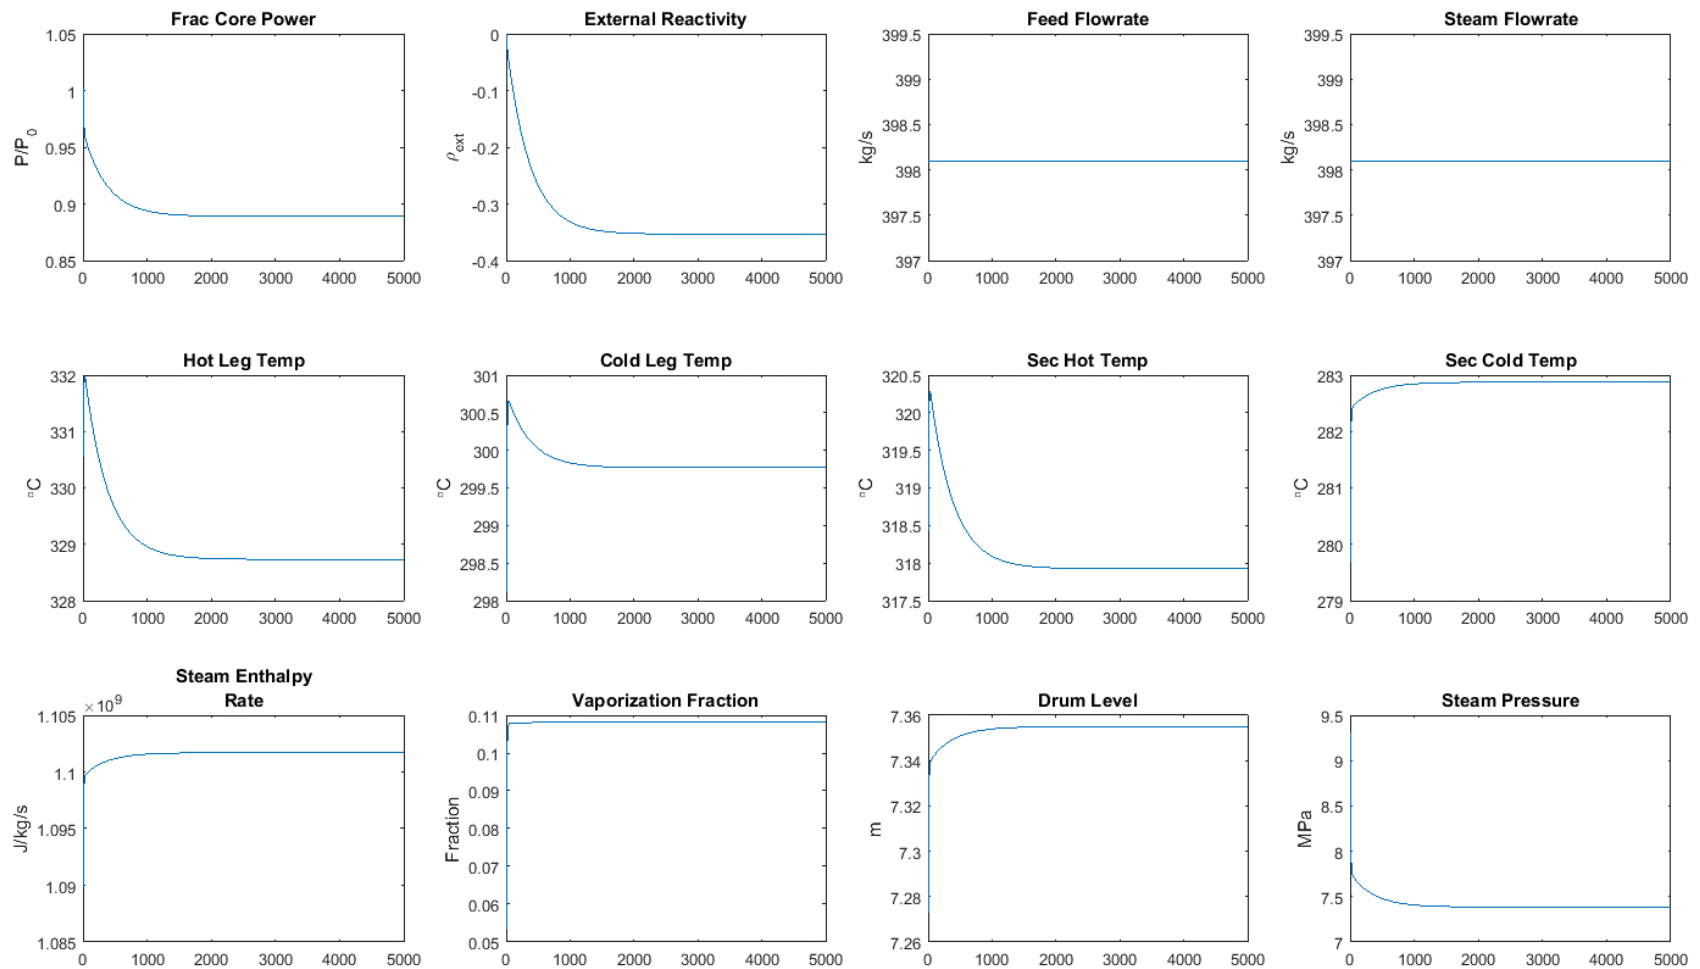 Frac Core Power
1.05
1
0.95
0.9
0.85
P/P0
0 1000 2000 3000 4000 5000
External Reactivity
0
-0.1
-0.2
-0.3
-0.4
ρext
0 1000 2000 3000 4000 5000
Feed Flowrate
399.5
399
398.5
398
397.5
397
kg/s
0 1000 2000 3000 4000 5000
Steam Flowrate
399.5
399
398.5
398
397.5
397
kg/s
0 1000 2000 3000 4000 5000
Hot Leg Temp
332
331
330
329
328
°C
0 1000 2000 3000 4000 5000
Cold Leg Temp
301
300.5
300
299.5
299
298.5
298
°C
0 1000 2000 3000 4000 5000
Sec Hot Temp
320.5
320
319.5
319
318.5
318
317.5
°C
0 1000 2000 3000 4000 5000
Sec Cold Temp
283
282
281
280
279
°C
0 1000 2000 3000 4000 5000
Steam Enthalpy
Rate
×10^9
1.105
1.1
1.095
1.09
1.085
J/kg/s
0 1000 2000 3000 4000 5000
Vaporization Fraction
0.11
0.1
0.09
0.08
0.07
0.06
0.05
Fraction
0 1000 2000 3000 4000 5000
Drum Level
7.36
7.34
7.32
7.3
7.28
7.26
m
0 1000 2000 3000 4000 5000
Steam Pressure
9.5
9
8.5
8
7.5
7
MPa
0 1000 2000 3000 4000 5000